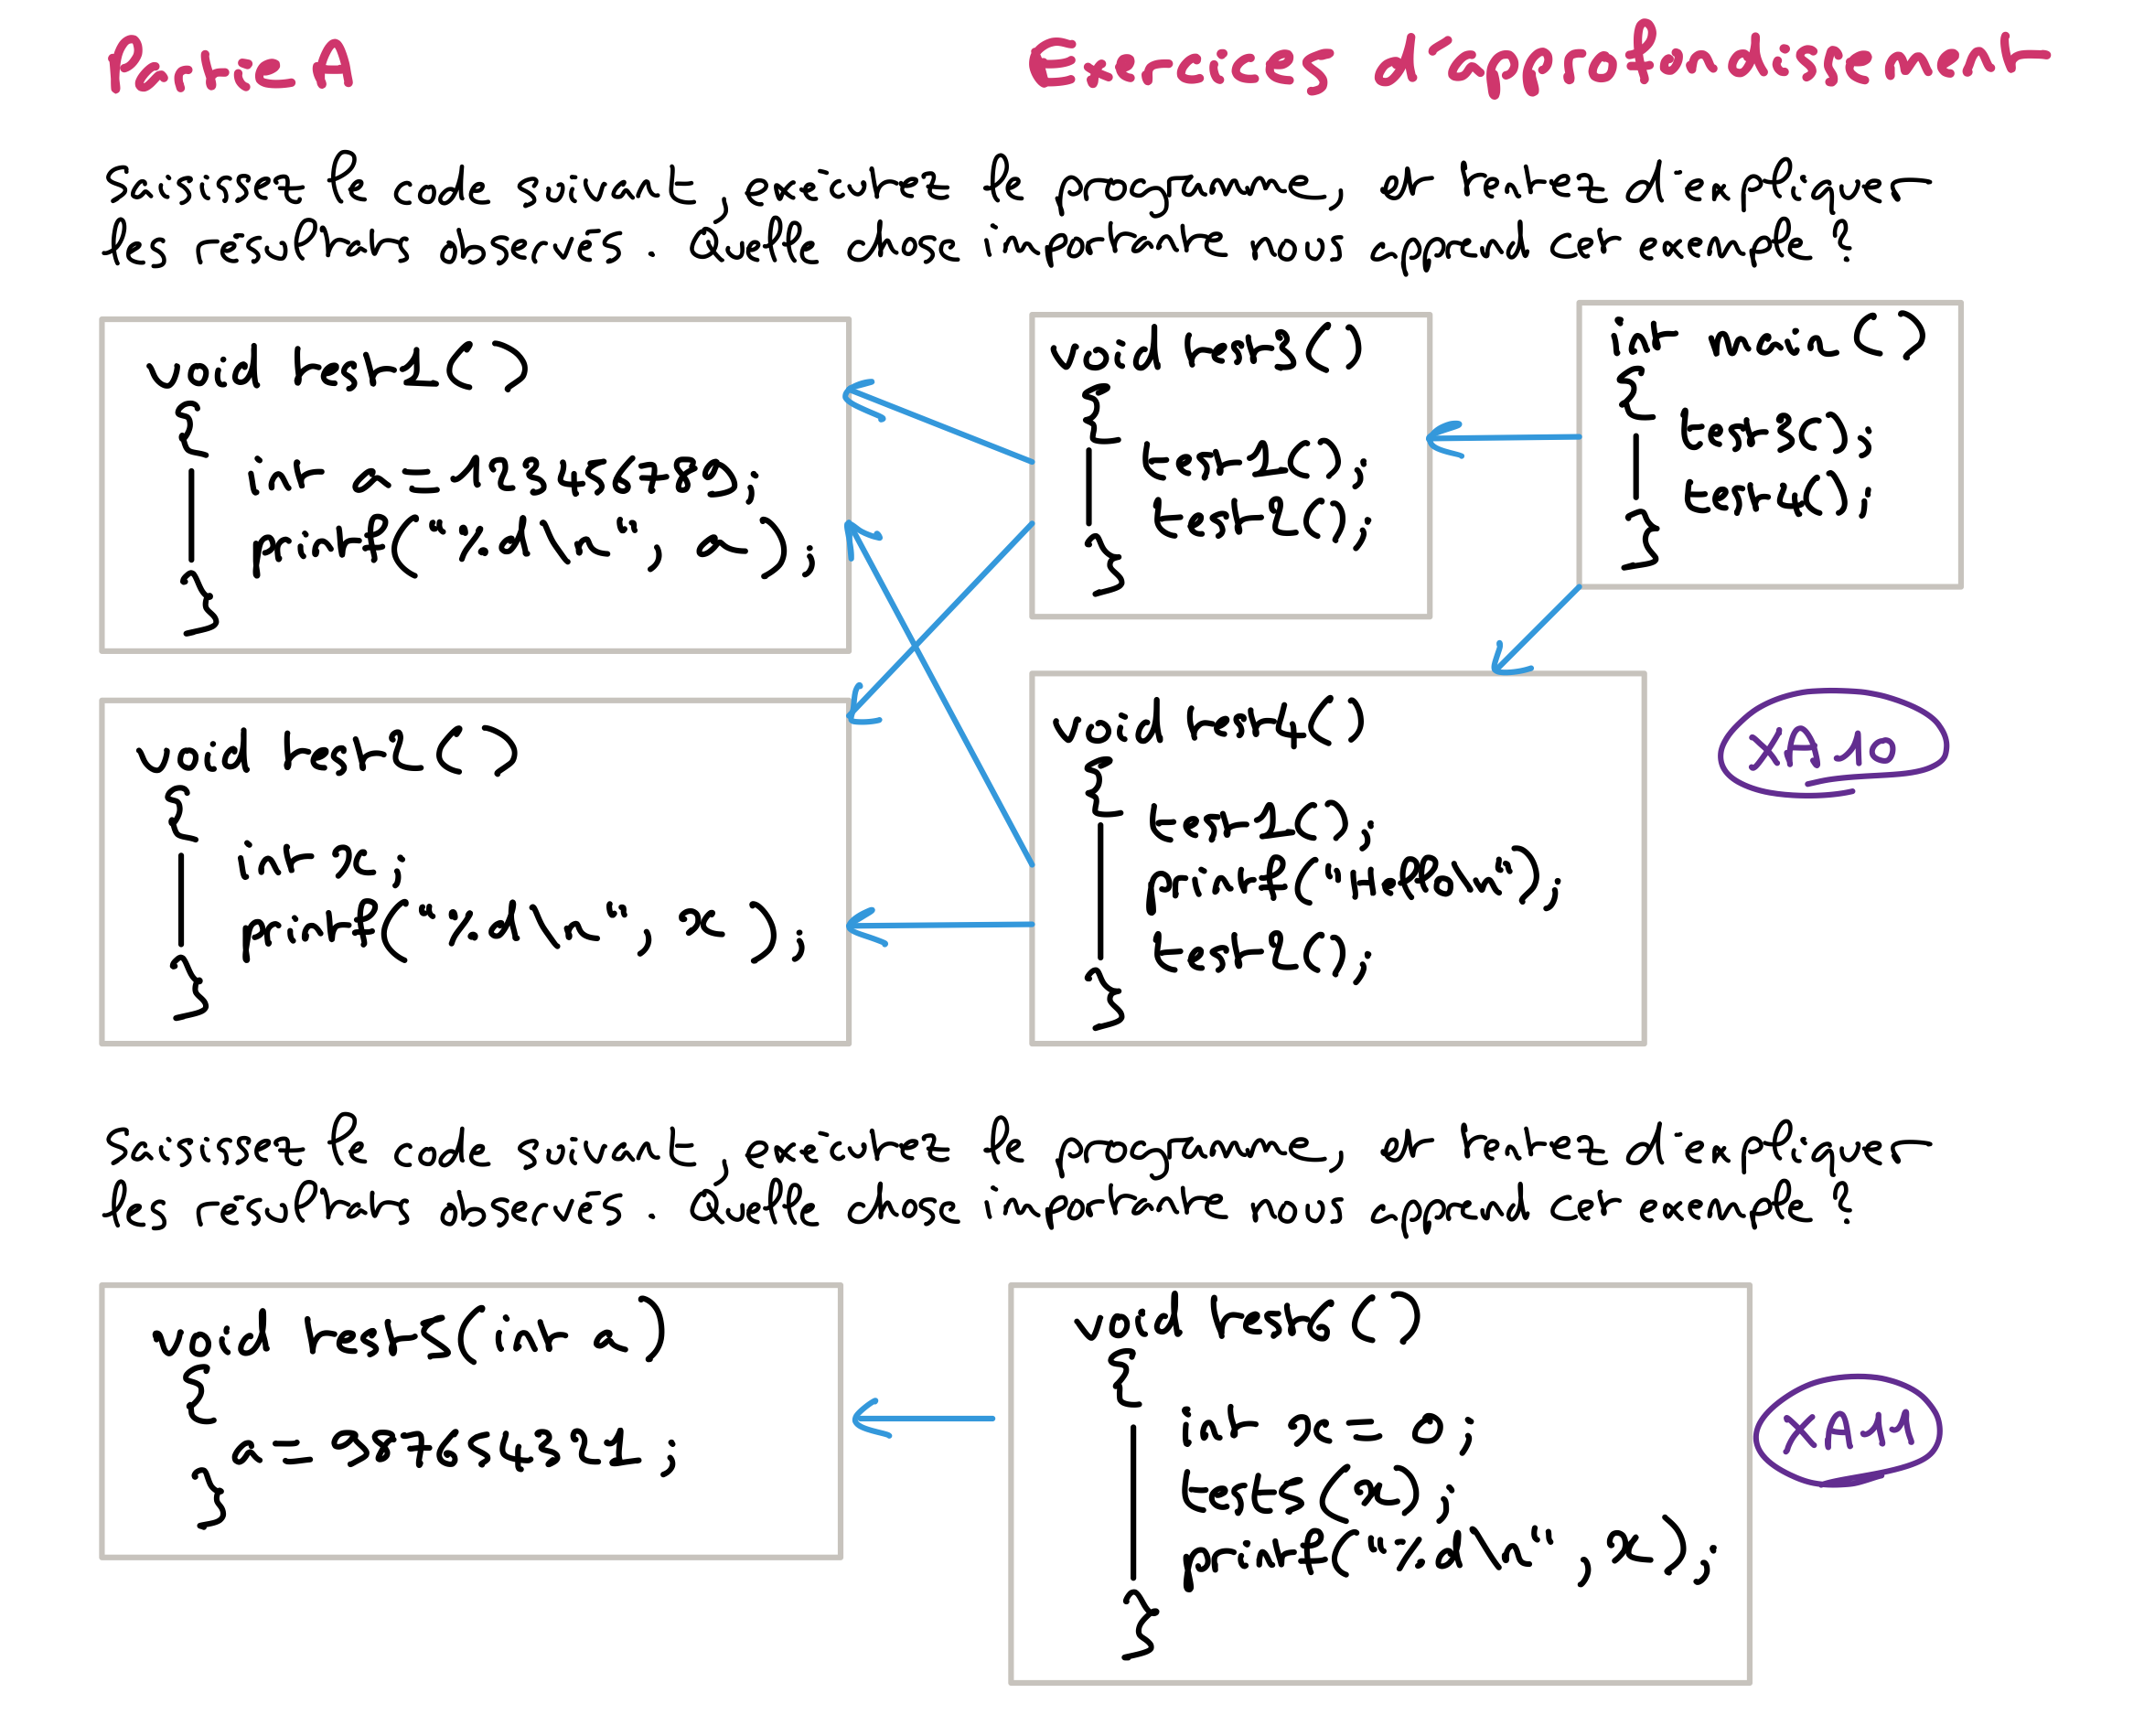 Partie A
Exercices d'approfondissement
Saisissez le code suivant, exécutez le programme, et tentez d'expliquer
les résultats observés. Quelle chose importante nous apprend cet exemple ?
void test1()
{
int a = 123456789;
printf("%d\n", a);
}
void test3()
{
test1();
test2();
}
int main()
{
test3();
test4();
}
void test2()
{
int x;
printf("%d\n", x);
}
void test4()
{
test1();
printf("Hello\n");
test2();
}
XA10
Saisissez le code suivant, exécutez le programme, et tentez d'expliquer
les résultats observés. Quelle chose importante nous apprend cet exemple ?
void test5(int a)
{
a = 987654321;
}
void test6()
{
int x = 0;
test5(x);
printf("%d\n", x);
}
XA11